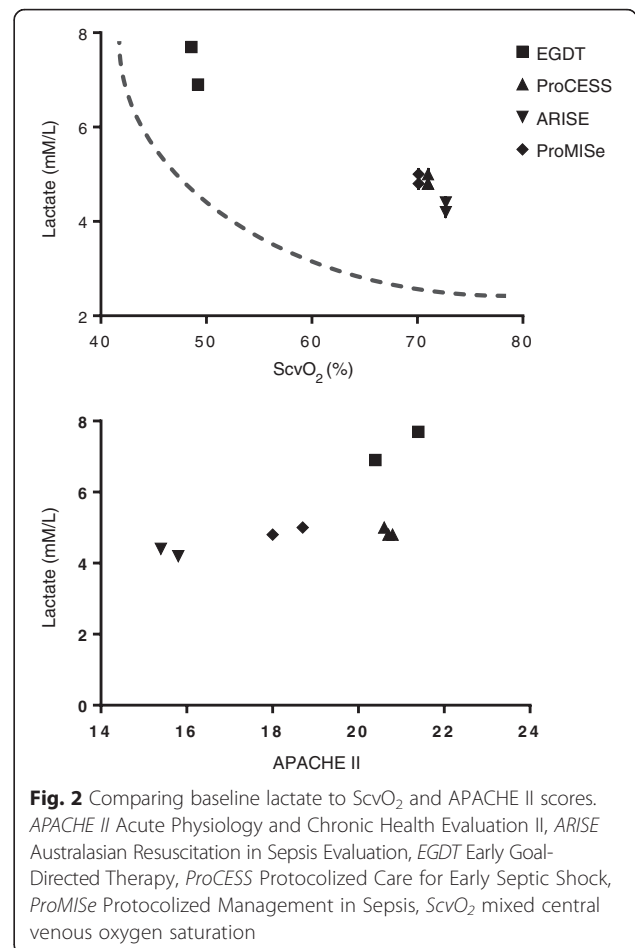 8
6
4
2
Lactate (mM/L)
40 50 60 70 80
ScvO₂ (%)
EGDT
ProCESS
ARISE
ProMISe
8
6
4
2
0
Lactate (mM/L)
14 16 18 20 22 24
APACHE II
Fig. 2 Comparing baseline lactate to ScvO₂ and APACHE II scores.
APACHE II Acute Physiology and Chronic Health Evaluation II, ARISE
Australasian Resuscitation in Sepsis Evaluation, EGDT Early Goal-
Directed Therapy, ProCESS Protocolized Care for Early Septic Shock,
ProMISe Protocolized Management in Sepsis, ScvO₂ mixed central
venous oxygen saturation